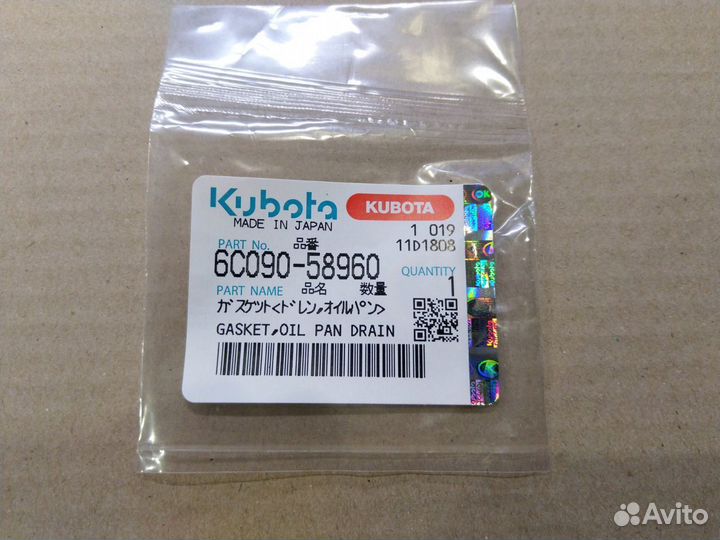 Kubota KUBOTA
MADE IN JAPAN 1 019
PART No. 品番 11D1808
6C090-58960 QUANTITY
PART NAME 品名 数量 1
ガスケット<ドレン,オイルパン>
GASKET,OIL PAN DRAIN
Avito